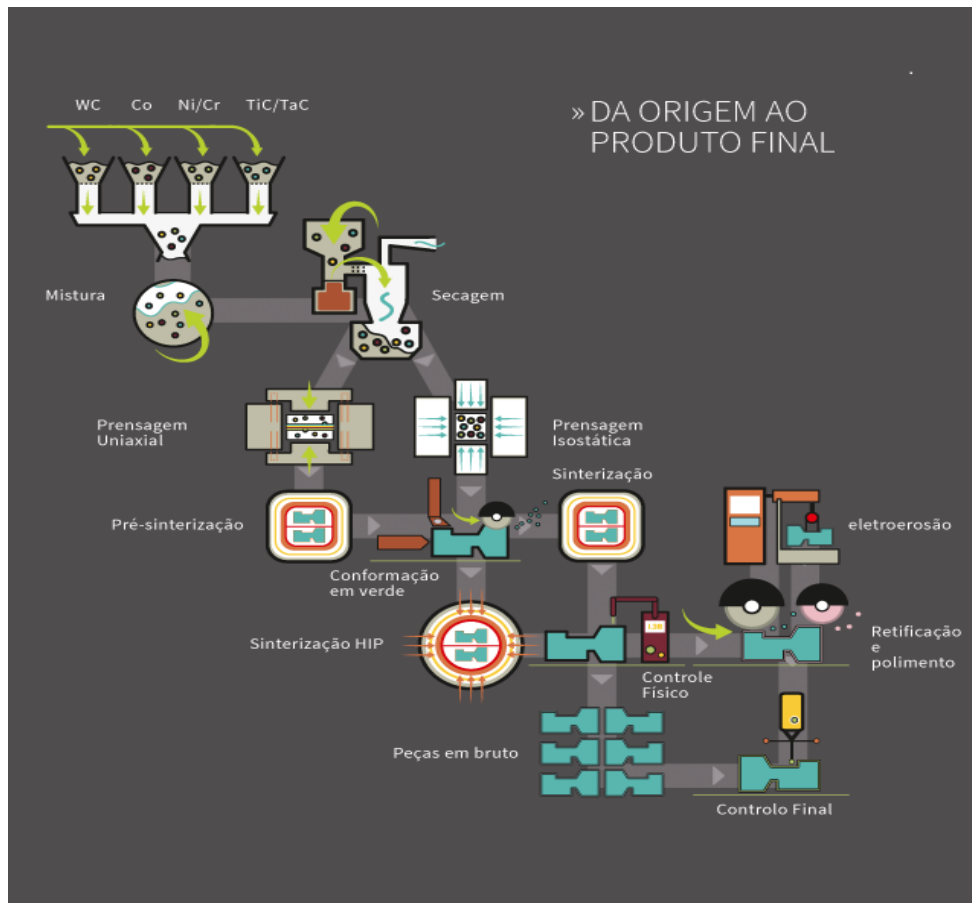 WC Co Ni/Cr TiC/TaC
» DA ORIGEM AO
PRODUTO FINAL
Mistura
Secagem
Prensagem
Uniaxial
Prensagem
Isostática
Sinterização
Pré-sinterização
eletroerosão
Conformação
em verde
Sinterização HIP
Retificação
e
polimento
Controle
Físico
Peças em bruto
Controlo Final